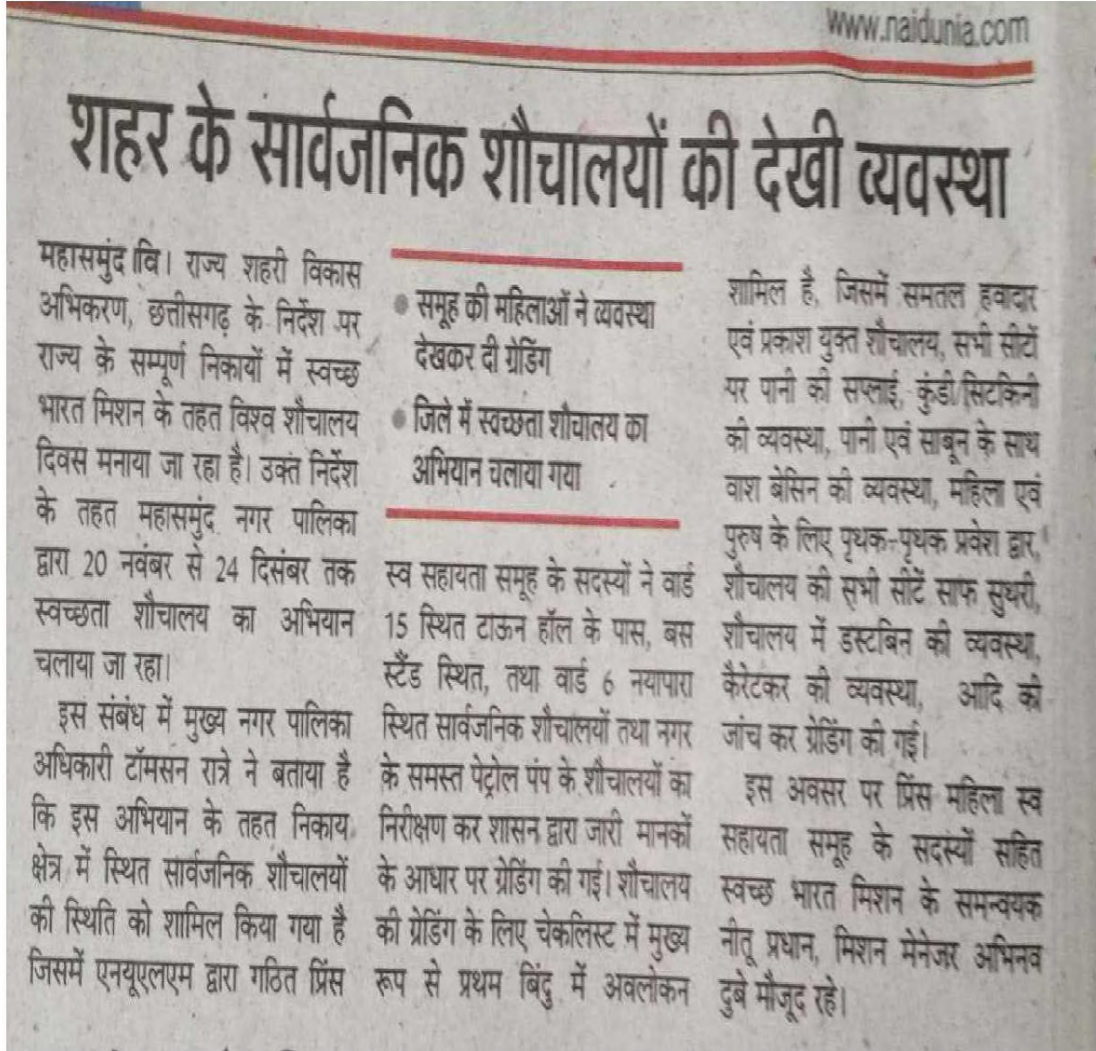 www.naidunia.com
शहर के सार्वजनिक शौचालयों की देखी व्यवस्था
महासमुंद।वि। राज्य शहरी विकास
अभिकरण, छत्तीसगढ़ के निर्देश पर
राज्य के सम्पूर्ण निकायों में स्वच्छ
भारत मिशन के तहत विश्व शौचालय
दिवस मनाया जा रहा है। उक्त निर्देश
के तहत महासमुंद नगर पालिका
द्वारा 20 नवंबर से 24 दिसंबर तक
स्वच्छता शौचालय का अभियान
चलाया जा रहा।
इस संबंध में मुख्य नगर पालिका
अधिकारी टॉमसन रात्रे ने बताया है
कि इस अभियान के तहत निकाय
क्षेत्र में स्थित सार्वजनिक शौचालयों
की स्थिति को शामिल किया गया है
जिसमें एनयूएलएम द्वारा गठित प्रिंस
• समूह की महिलाओं ने व्यवस्था
देखकर दी ग्रेडिंग
• जिले में स्वच्छता शौचालय का
अभियान चलाया गया
स्व सहायता समूह के सदस्यों ने वार्ड
15 स्थित टाऊन हॉल के पास, बस
स्टैंड स्थित, तथा वार्ड 6 नयापारा
स्थित सार्वजनिक शौचालयों तथा नगर
के समस्त पेट्रोल पंप के शौचालयों का
निरीक्षण कर शासन द्वारा जारी मानकों
के आधार पर ग्रेडिंग की गई। शौचालय
की ग्रेडिंग के लिए चेकलिस्ट में मुख्य
रूप से प्रथम बिंदु में अवलोकन
शामिल है, जिसमें समतल हवादार
एवं प्रकाश युक्त शौचालय, सभी सीटों
पर पानी की सप्लाई, कुंडी/सिटकिनी
की व्यवस्था, पानी एवं साबून के साथ
वाश बेसिन की व्यवस्था, महिला एवं
पुरुष के लिए पृथक-पृथक प्रवेश द्वार,
शौचालय की सभी सीटें साफ सुथरी,
शौचालय में डस्टबिन की व्यवस्था,
कैरेटकर की व्यवस्था, आदि की
जांच कर ग्रेडिंग की गई।
इस अवसर पर प्रिंस महिला स्व
सहायता समूह के सदस्यों सहित
स्वच्छ भारत मिशन के समन्वयक
नीतू प्रधान, मिशन मेनेजर अभिनव
दुबे मौजूद रहे।